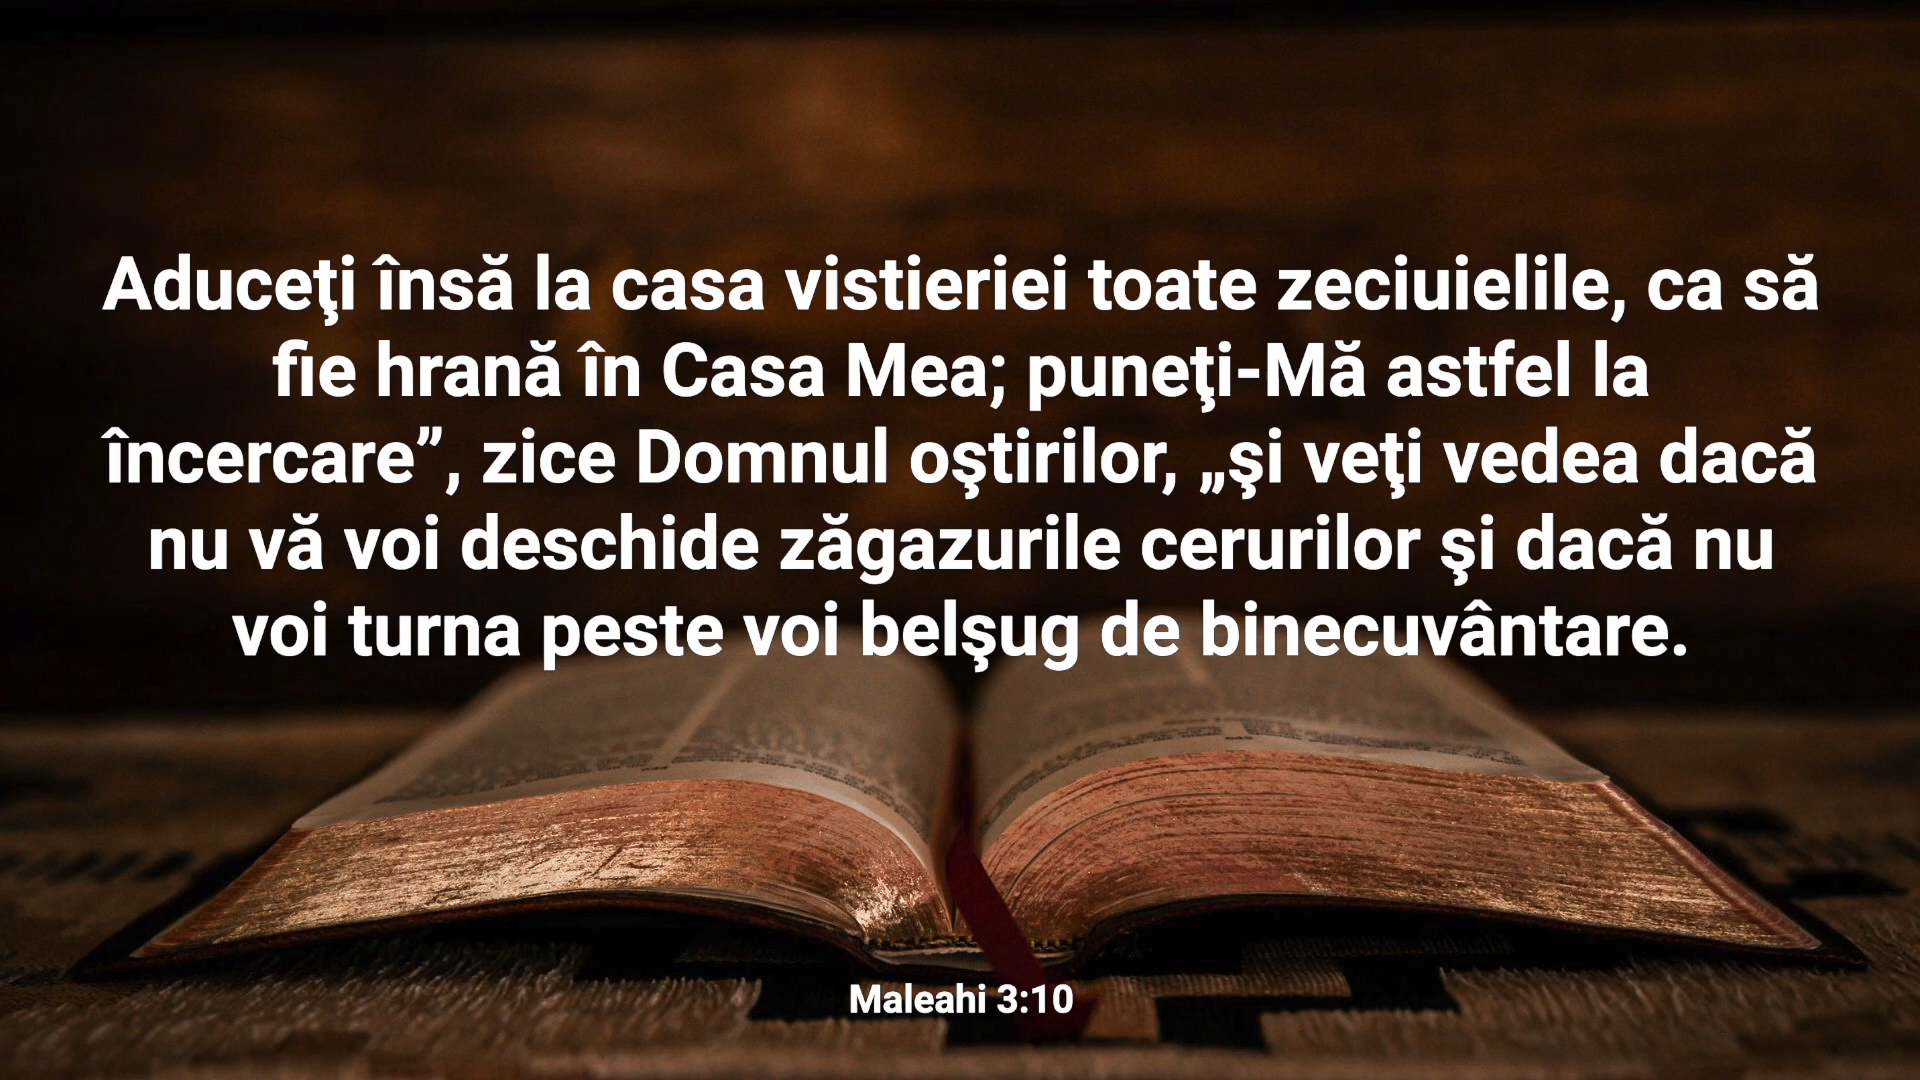 Aduceţi însă la casa vistieriei toate zeciuielile, ca să
fie hrană în Casa Mea; puneţi-Mă astfel la
încercare”, zice Domnul oştirilor, „şi veţi vedea dacă
nu vă voi deschide zăgazurile cerurilor şi dacă nu
voi turna peste voi belşug de binecuvântare.
Maleahi 3:10